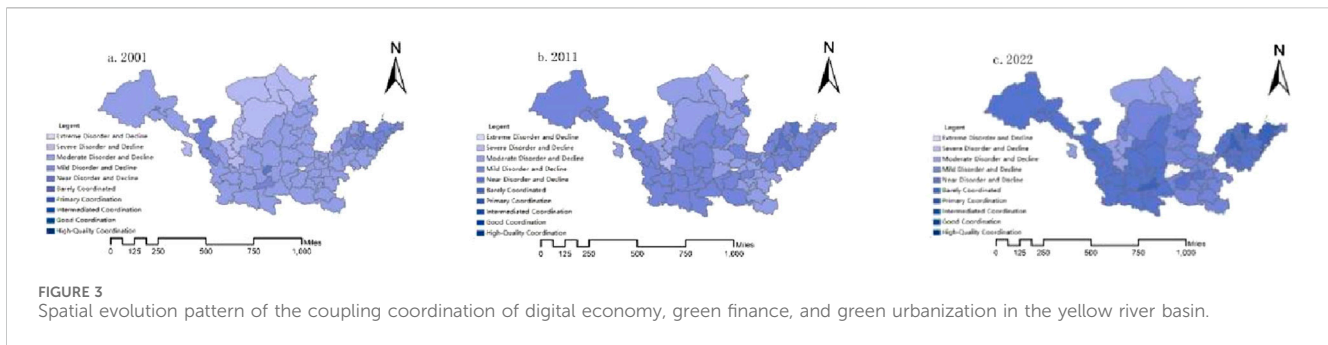 a. 2001
N
Legent
Extreme Disorder and Decline
Severe Disorder and Decline
Moderate Disorder and Decline
Mild Disorder and Decline
Near Disorder and Decline
Barely Coordinated
Primary Coordination
Intermediated Coordination
Good Coordination
High-Quality Coordination
0 125 250 500 750 1,000
Miles
b. 2011
N
Legent
Extreme Disorder and Decline
Severe Disorder and Decline
Moderate Disorder and Decline
Mild Disorder and Decline
Near Disorder and Decline
Barely Coordinated
Primary Coordination
Intermediated Coordination
Good Coordination
High-Quality Coordination
0 125 250 500 750 1,000
Miles
c. 2022
N
Legent
Extreme Disorder and Decline
Severe Disorder and Decline
Moderate Disorder and Decline
Mild Disorder and Decline
Near Disorder and Decline
Barely Coordinated
Primary Coordination
Intermediated Coordination
Good Coordination
High-Quality Coordination
0 125 250 500 750 1,000
Miles
FIGURE 3
Spatial evolution pattern of the coupling coordination of digital economy, green finance, and green urbanization in the yellow river basin.